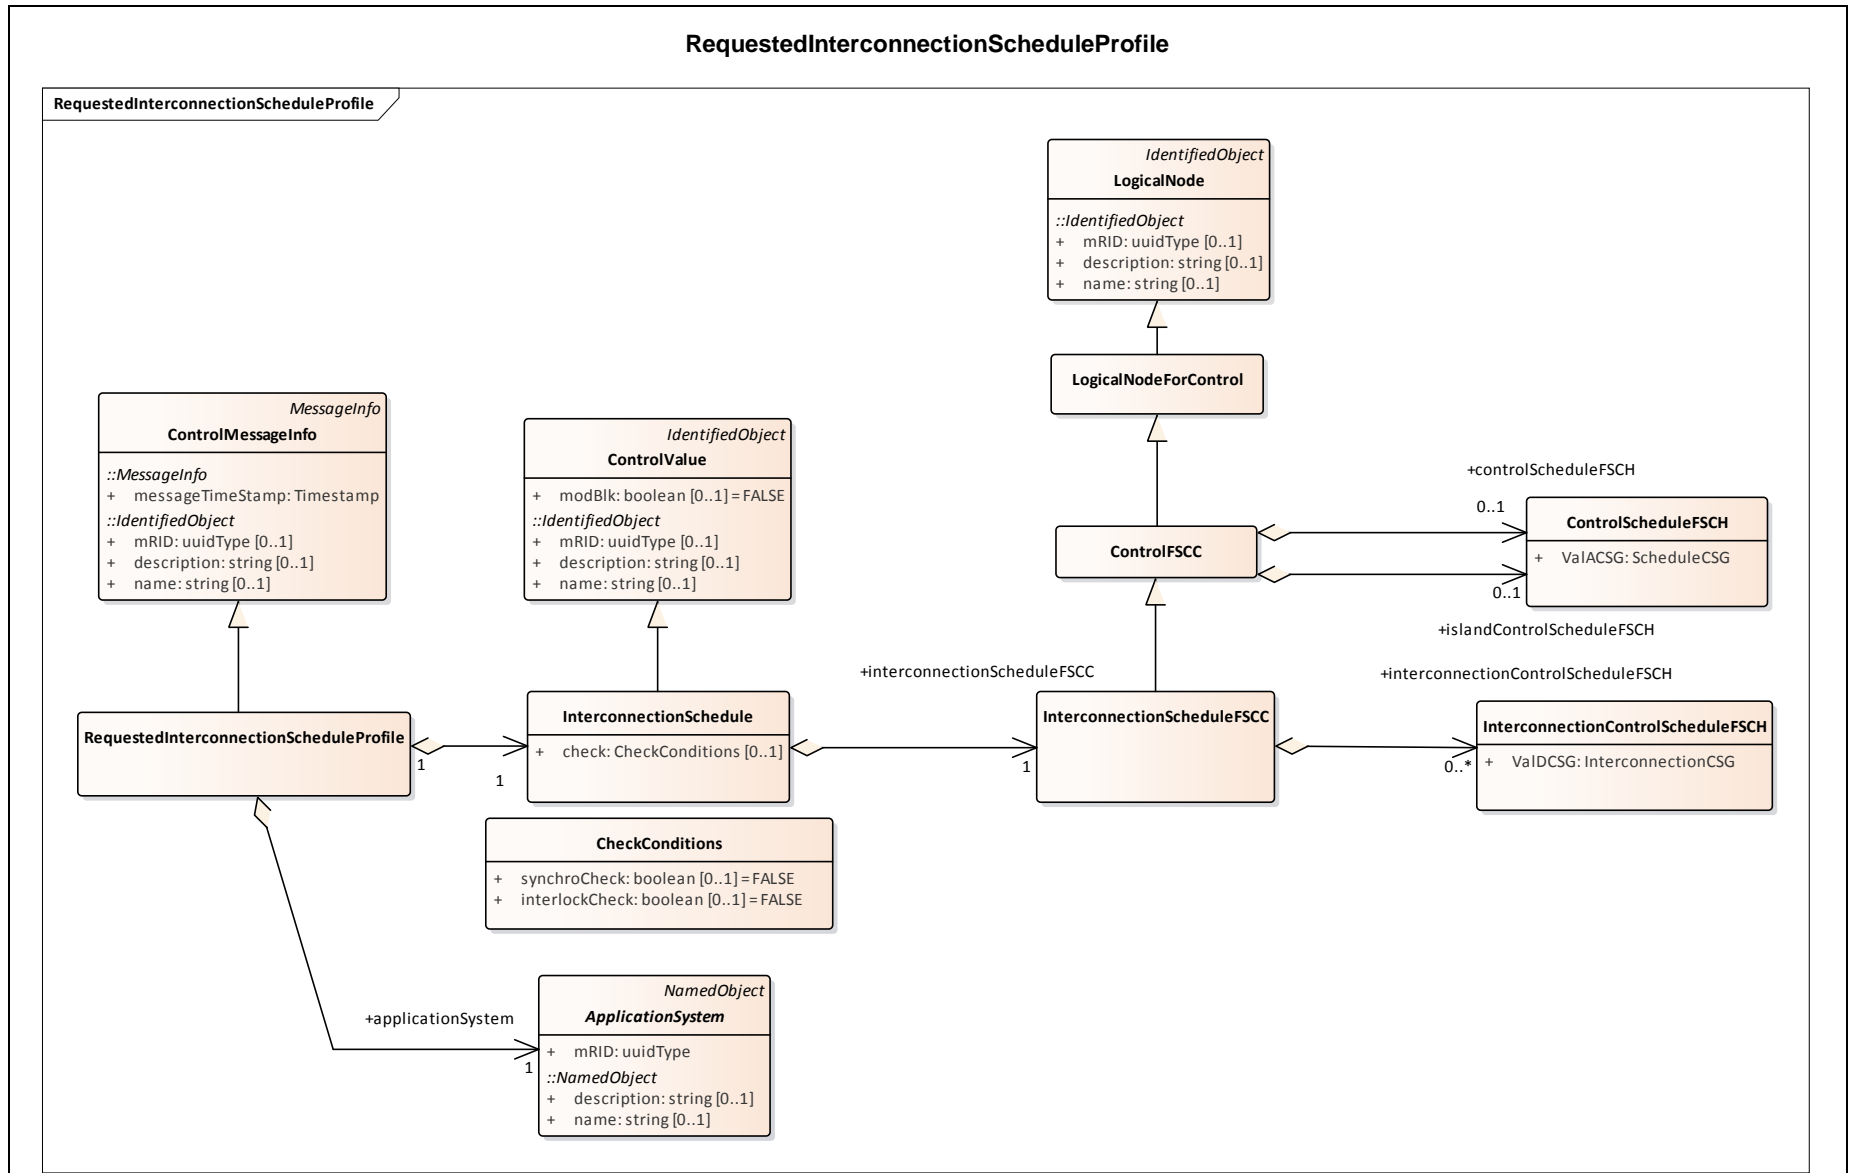 RequestedInterconnectionScheduleProfile
RequestedInterconnectionScheduleProfile
IdentifiedObject
LogicalNode
::IdentifiedObject
+ mRID: uuidType [0..1]
+ description: string [0..1]
+ name: string [0..1]
LogicalNodeForControl
MessageInfo
ControlMessageInfo
::MessageInfo
+ messageTimeStamp: Timestamp
::IdentifiedObject
+ mRID: uuidType [0..1]
+ description: string [0..1]
+ name: string [0..1]
IdentifiedObject
ControlValue
+ modBlk: boolean [0..1] = FALSE
::IdentifiedObject
+ mRID: uuidType [0..1]
+ description: string [0..1]
+ name: string [0..1]
ControlFSCC
+controlScheduleFSCH
0..1
0..1
+islandControlScheduleFSCH
ControlScheduleFSCH
+ ValACSG: ScheduleCSG
RequestedInterconnectionScheduleProfile
1
1
InterconnectionSchedule
+ check: CheckConditions [0..1]
+interconnectionScheduleFSCC
1
InterconnectionScheduleFSCC
+interconnectionControlScheduleFSCH
0..*
InterconnectionControlScheduleFSCH
+ ValDCSG: InterconnectionCSG
CheckConditions
+ synchroCheck: boolean [0..1] = FALSE
+ interlockCheck: boolean [0..1] = FALSE
+applicationSystem
1
NamedObject
ApplicationSystem
+ mRID: uuidType
::NamedObject
+ description: string [0..1]
+ name: string [0..1]